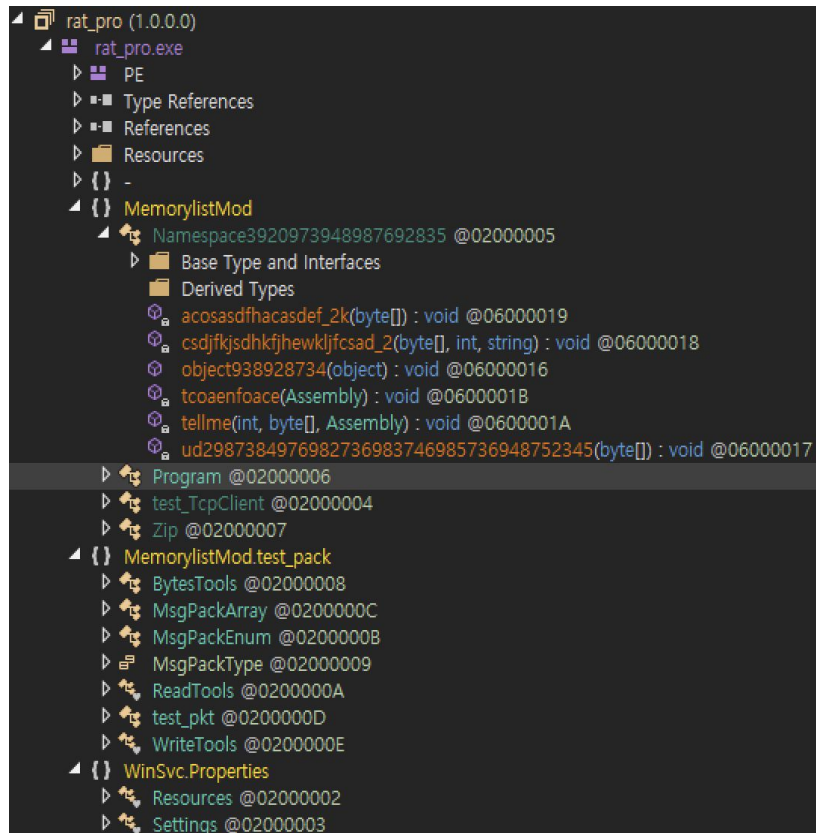 rat_pro (1.0.0.0)
rat_pro.exe
PE
Type References
References
Resources
{ } -
{ } MemorylistMod
Namespace3920973948987692835 @02000005
Base Type and Interfaces
Derived Types
acosasdfhacasdef_2k(byte[]) : void @06000019
csdjfkjsdhkfjhewkljfcsad_2(byte[], int, string) : void @06000018
object938928734(object) : void @06000016
tcoaenfoace(Assembly) : void @0600001B
tellme(int, byte[], Assembly) : void @0600001A
ud2987384976982736983746985736948752345(byte[]) : void @06000017
Program @02000006
test_TcpClient @02000004
Zip @02000007
{ } MemorylistMod.test_pack
BytesTools @02000008
MsgPackArray @0200000C
MsgPackEnum @0200000B
MsgPackType @02000009
ReadTools @0200000A
test_pkt @0200000D
WriteTools @0200000E
{ } WinSvc.Properties
Resources @02000002
Settings @02000003